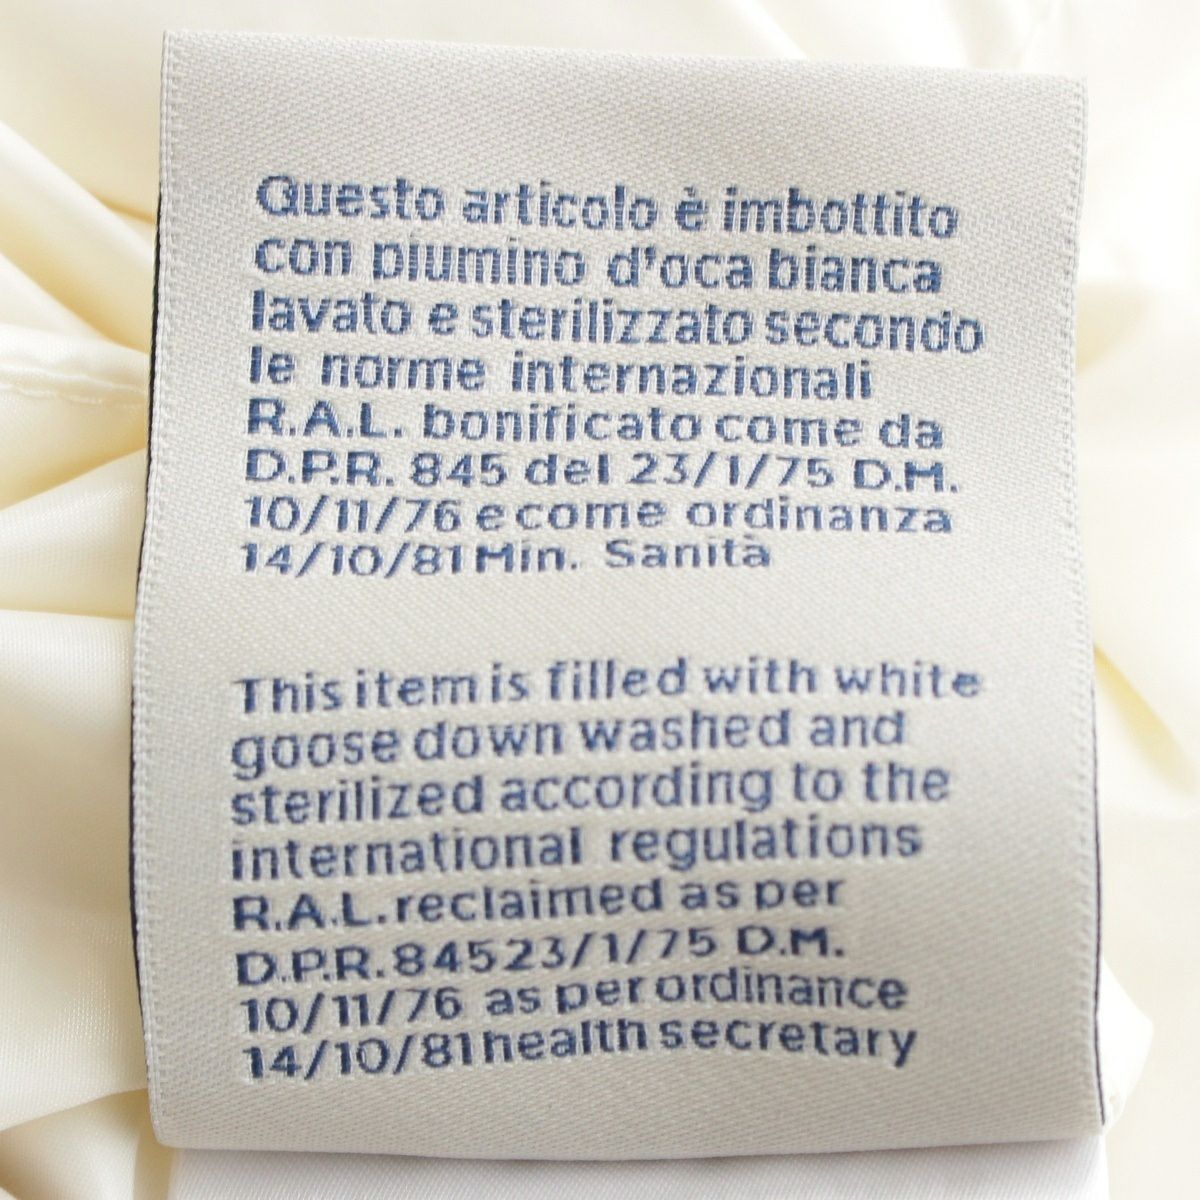 Questo articolo è imbottito
con piumino d'oca bianca
lavato e sterilizzato secondo
le norme internazionali
R.A.L. bonificato come da
D.P.R. 845 del 23/1/75 D.M.
10/11/76 e come ordinanza
14/10/81 Min. Sanità
This item is filled with white
goose down washed and
sterilized according to the
international regulations
R.A.L. reclaimed as per
D.P.R. 845 23/1/75 D.M.
10/11/76 as per ordinance
14/10/81 health secretary